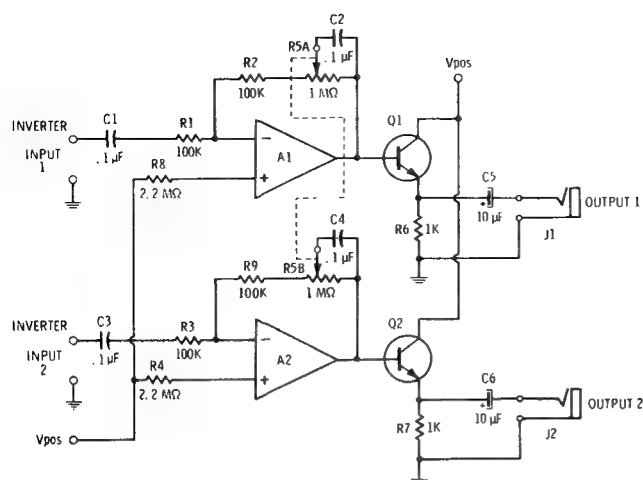 C2
R5A
.1 µF
R2
100K
1 MΩ
Vpos
INVERTER
INPUT
1
C1
.1 µF
R1
100K
−
+
A1
Q1
R8
2.2 MΩ
C5
10 µF
+
OUTPUT 1
J1
R6
1K
C4
.1 µF
R5B
R9
100K
1 MΩ
INVERTER
INPUT
2
C3
.1 µF
R3
100K
−
+
A2
Q2
R4
2.2 MΩ
C6
10 µF
+
OUTPUT 2
J2
R7
1K
Vpos